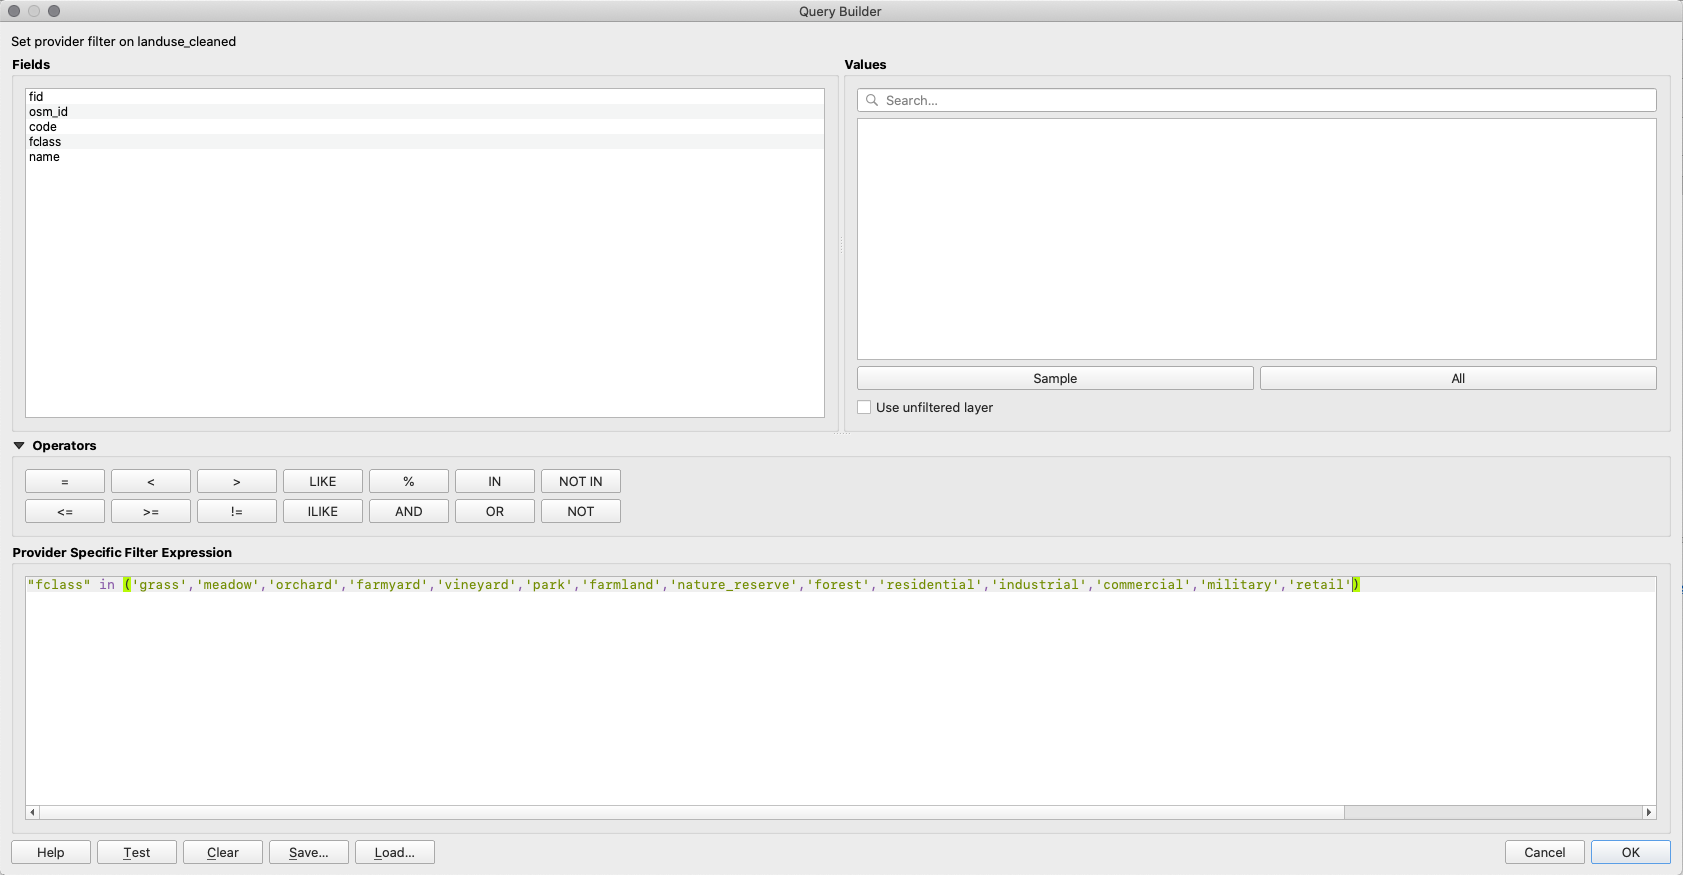 Query Builder
Set provider filter on landuse_cleaned
Fields
fid
osm_id
code
fclass
name
Values
Search...
Sample
All
Use unfiltered layer
Operators
=
<
>
LIKE
%
IN
NOT IN
<=
>=
!=
ILIKE
AND
OR
NOT
Provider Specific Filter Expression
"fclass" in ('grass','meadow','orchard','farmyard','vineyard','park','farmland','nature_reserve','forest','residential','industrial','commercial','military','retail')
Help
Test
Clear
Save...
Load...
Cancel
OK